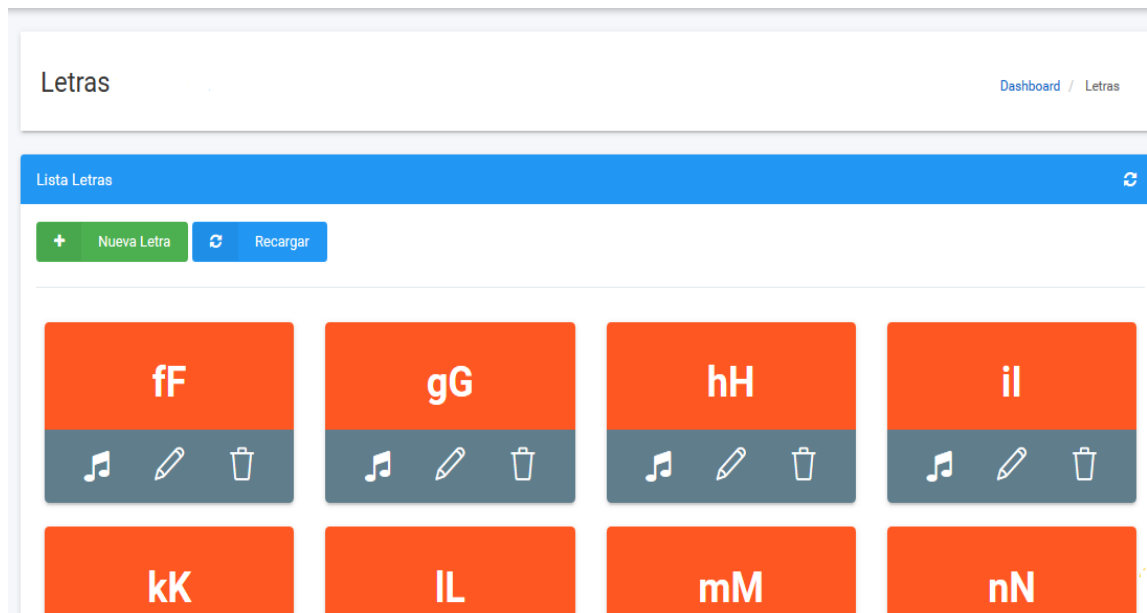 Letras
Dashboard / Letras
Lista Letras
Nueva Letra Recargar
fF gG hH iI
kK lL mM nN